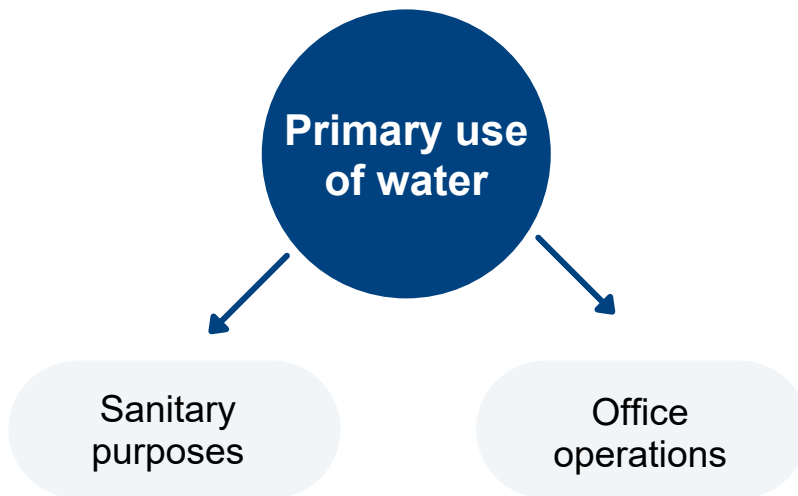 Primary use
of water
Sanitary
purposes
Office
operations